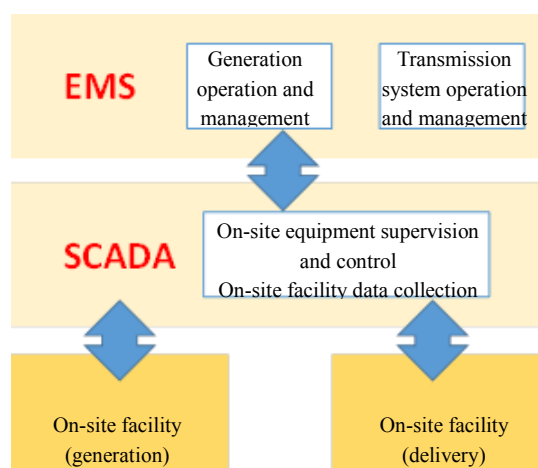 EMS
Generation
operation and
management
Transmission
system operation
and management
SCADA
On-site equipment supervision
and control
On-site facility data collection
On-site facility
(generation)
On-site facility
(delivery)